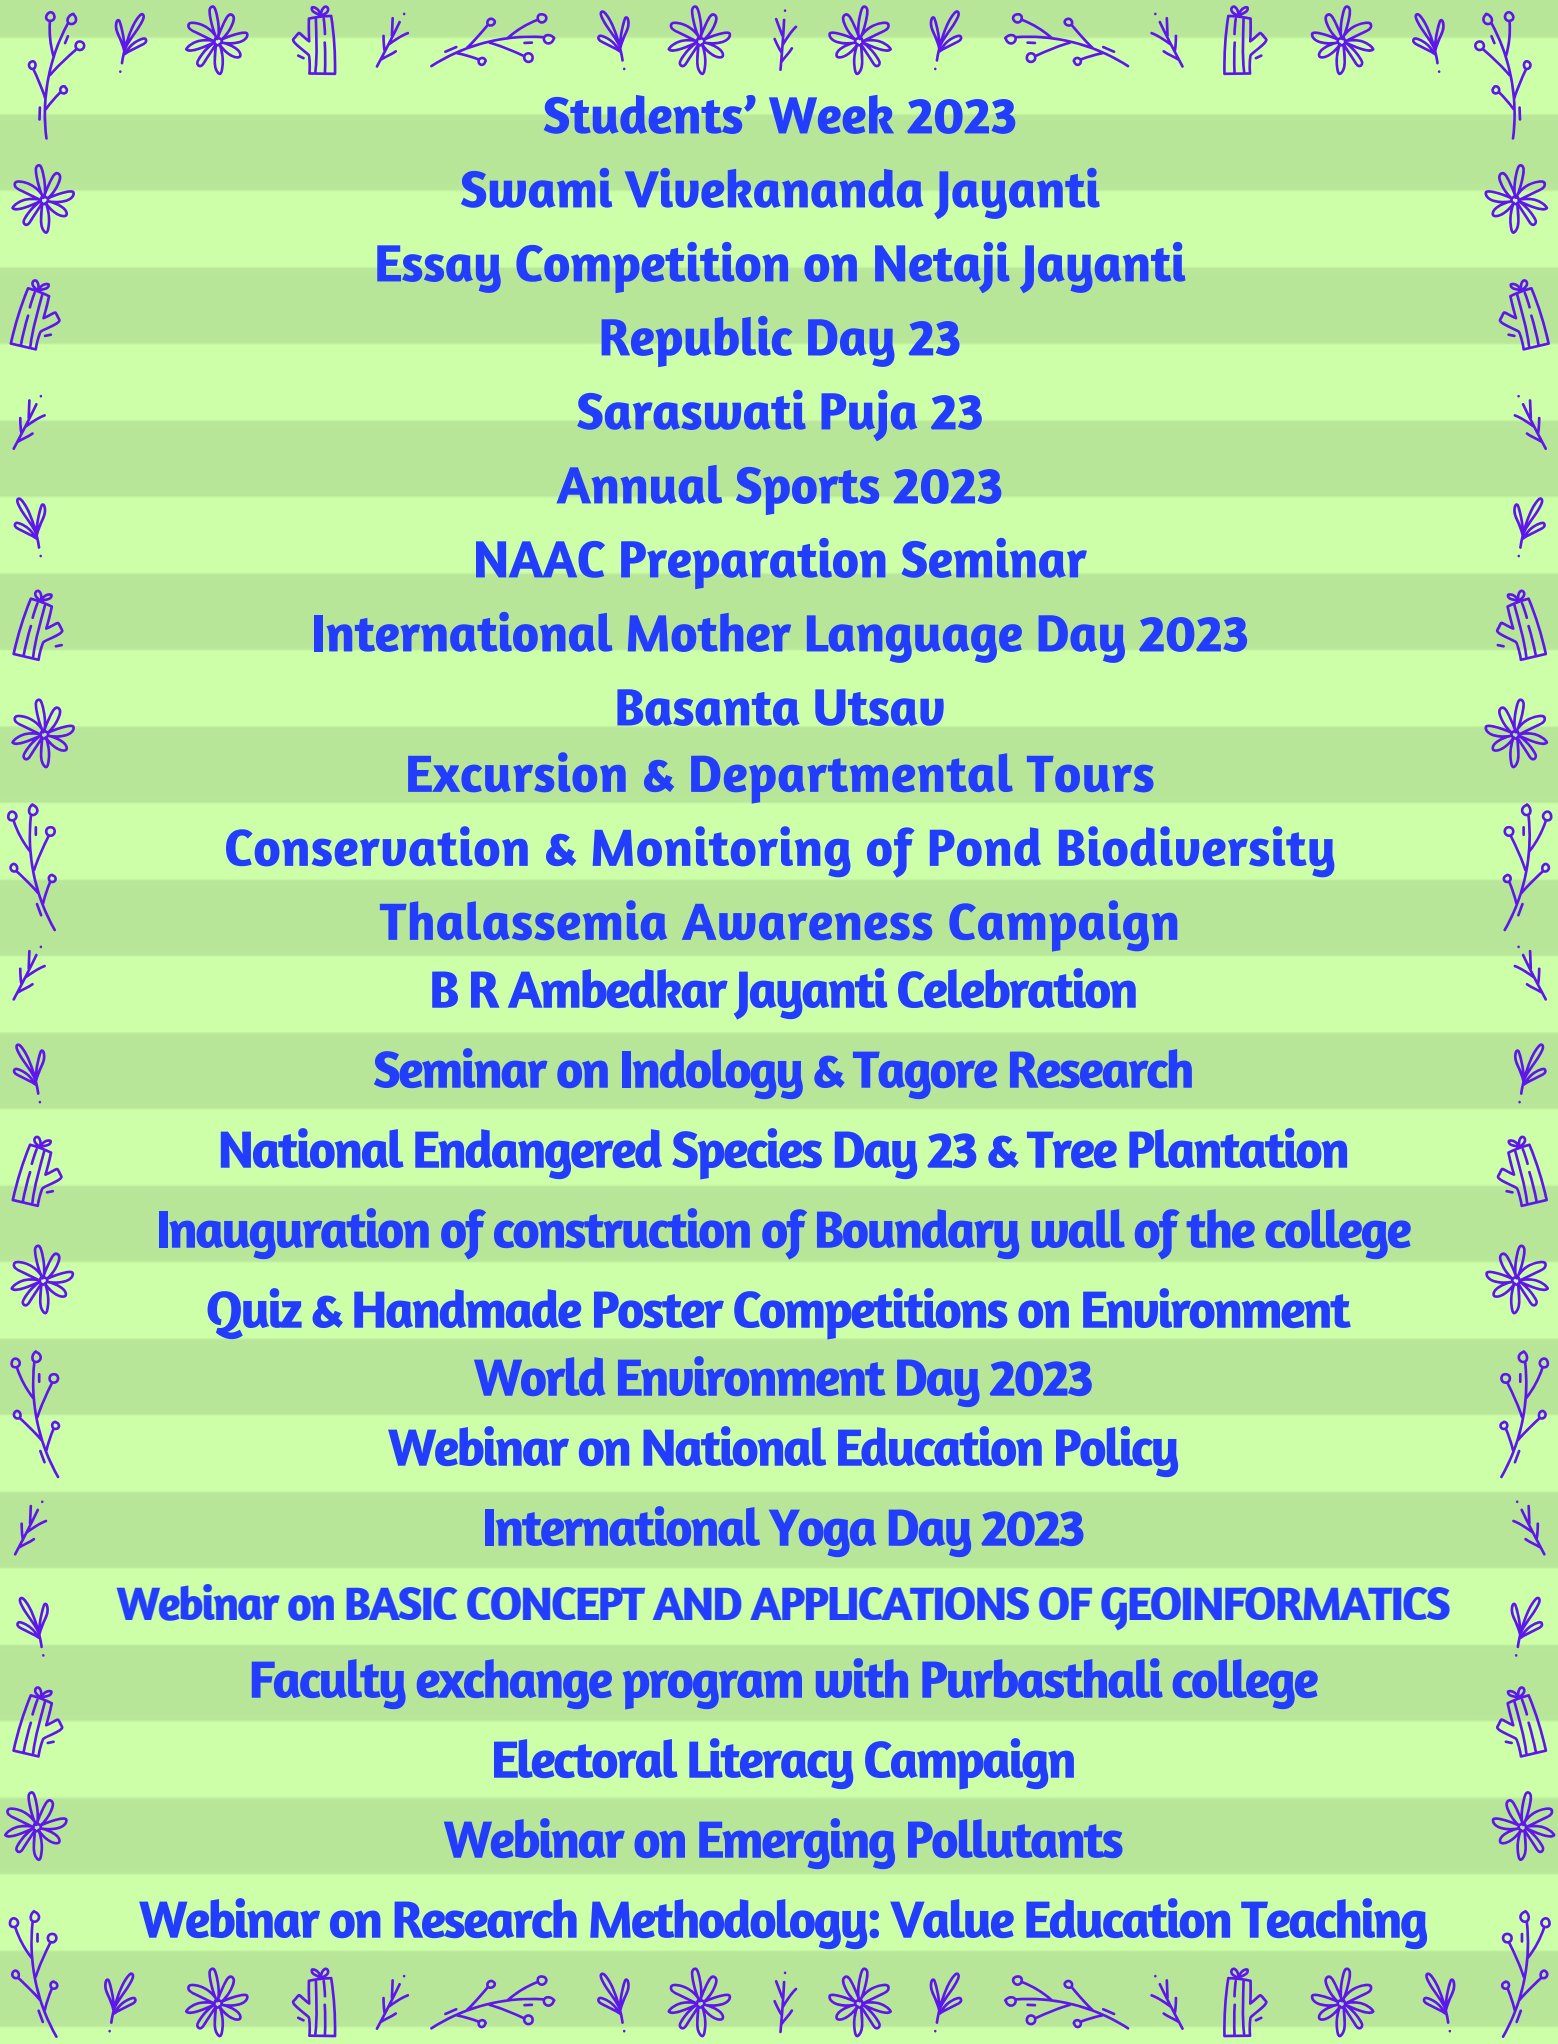 Students’ Week 2023
Swami Vivekananda Jayanti
Essay Competition on Netaji Jayanti
Republic Day 23
Saraswati Puja 23
Annual Sports 2023
NAAC Preparation Seminar
International Mother Language Day 2023
Basanta Utsav
Excursion & Departmental Tours
Conservation & Monitoring of Pond Biodiversity
Thalassemia Awareness Campaign
B R Ambedkar Jayanti Celebration
Seminar on Indology & Tagore Research
National Endangered Species Day 23 & Tree Plantation
Inauguration of construction of Boundary wall of the college
Quiz & Handmade Poster Competitions on Environment
World Environment Day 2023
Webinar on National Education Policy
International Yoga Day 2023
Webinar on BASIC CONCEPT AND APPLICATIONS OF GEOINFORMATICS
Faculty exchange program with Purbasthali college
Electoral Literacy Campaign
Webinar on Emerging Pollutants
Webinar on Research Methodology: Value Education Teaching